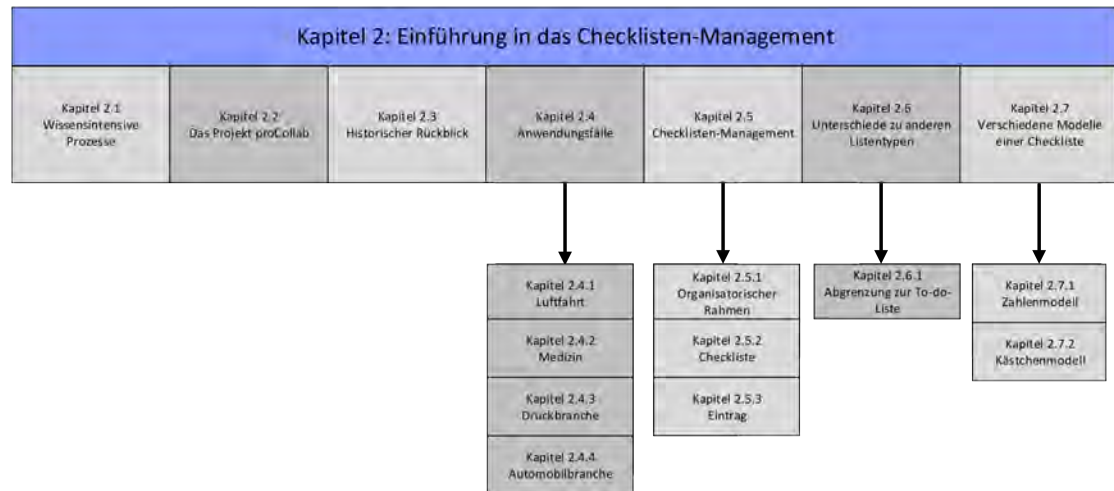 Kapitel 2: Einführung in das Checklisten-Management
Kapitel 2.1
Wissensintensive
Prozesse
Kapitel 2.2
Das Projekt proCollab
Kapitel 2.3
Historischer Rückblick
Kapitel 2.4
Anwendungsfälle
Kapitel 2.5
Checklisten-Management
Kapitel 2.6
Unterschiede zu anderen
Listentypen
Kapitel 2.7
Verschiedene Modelle
einer Checkliste
Kapitel 2.4.1
Luftfahrt
Kapitel 2.4.2
Medizin
Kapitel 2.4.3
Druckbranche
Kapitel 2.4.4
Automobilbranche
Kapitel 2.5.1
Organisatorischer
Rahmen
Kapitel 2.5.2
Checkliste
Kapitel 2.5.3
Eintrag
Kapitel 2.6.1
Abgrenzung zur To-do-
Liste
Kapitel 2.7.1
Zahlenmodell
Kapitel 2.7.2
Kästchenmodell